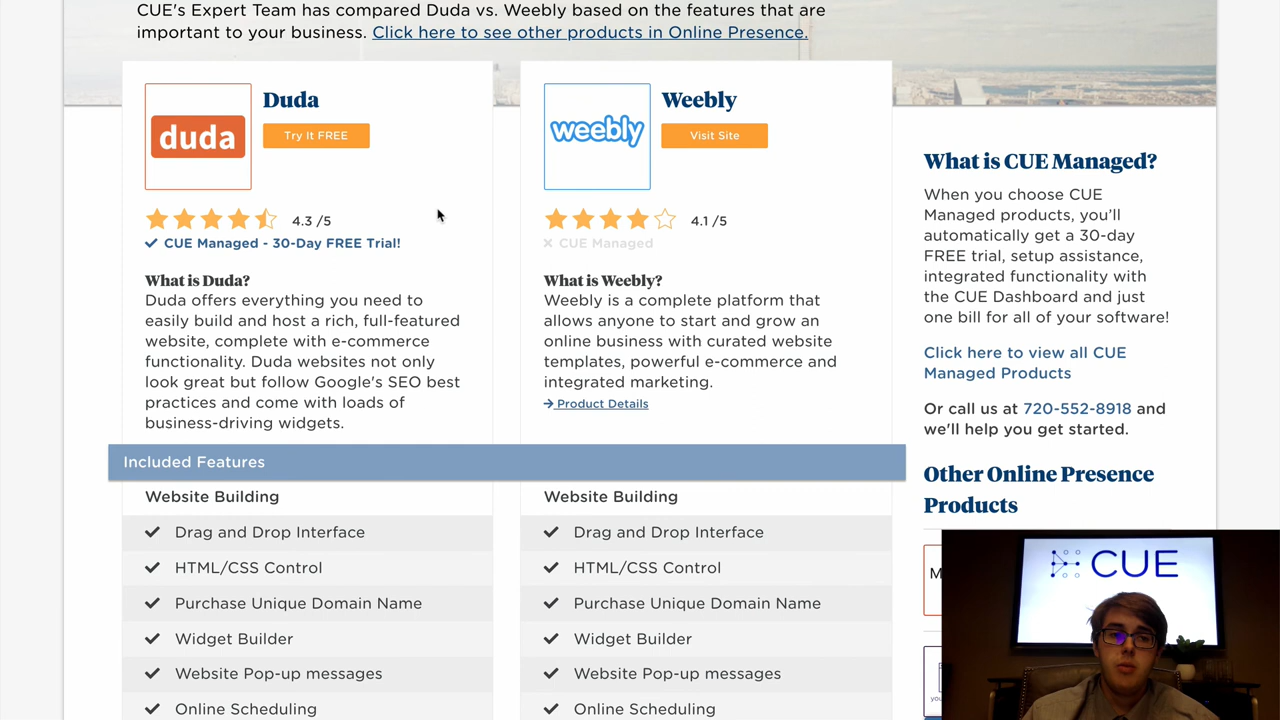 CUE's Expert Team has compared Duda vs. Weebly based on the features that are
important to your business. Click here to see other products in Online Presence.
duda
Duda
Try It FREE
4.3 /5
CUE Managed - 30-Day FREE Trial!
What is Duda?
Duda offers everything you need to
easily build and host a rich, full-featured
website, complete with e-commerce
functionality. Duda websites not only
look great but follow Google's SEO best
practices and come with loads of
business-driving widgets.
weebly
Weebly
Visit Site
4.1 /5
CUE Managed
What is Weebly?
Weebly is a complete platform that
allows anyone to start and grow an
online business with curated website
templates, powerful e-commerce and
integrated marketing.
Product Details
Included Features
Website Building
Drag and Drop Interface
HTML/CSS Control
Purchase Unique Domain Name
Widget Builder
Website Pop-up messages
Online Scheduling
Website Building
Drag and Drop Interface
HTML/CSS Control
Purchase Unique Domain Name
Widget Builder
Website Pop-up messages
Online Scheduling
What is CUE Managed?
When you choose CUE
Managed products, you’ll
automatically get a 30-day
FREE trial, setup assistance,
integrated functionality with
the CUE Dashboard and just
one bill for all of your software!
Click here to view all CUE
Managed Products
Or call us at 720-552-8918 and
we'll help you get started.
Other Online Presence
Products
CUE